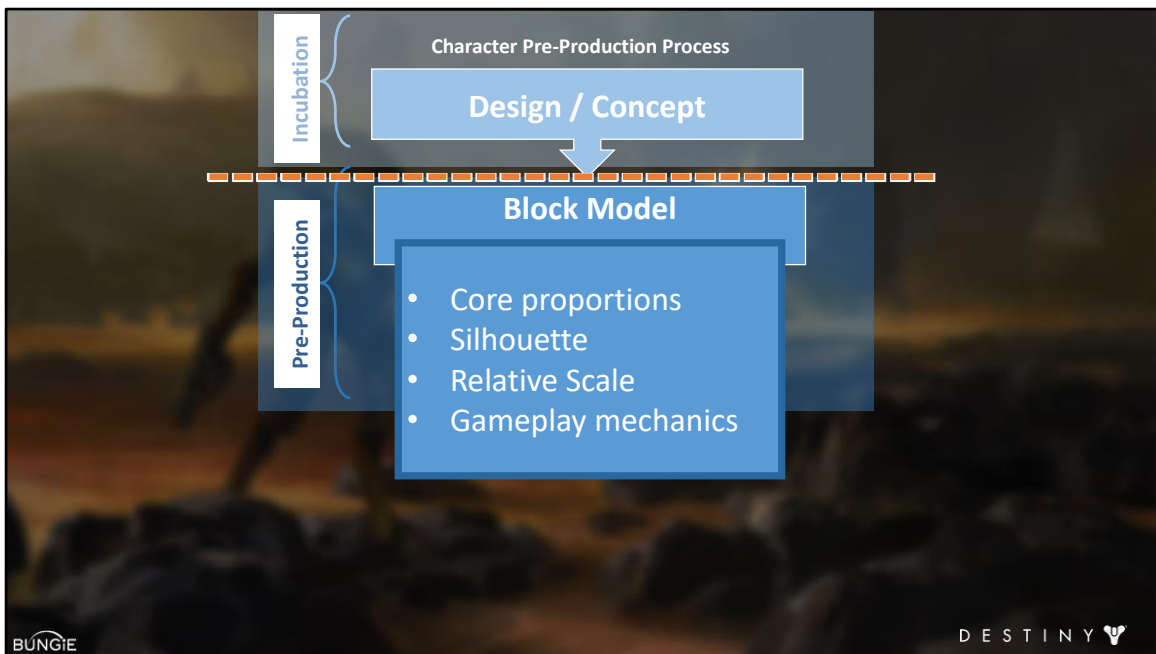 Character Pre-Production Process
Incubation
Design / Concept
Pre-Production
Block Model
• Core proportions
• Silhouette
• Relative Scale
• Gameplay mechanics
BUNGiE
DESTINY